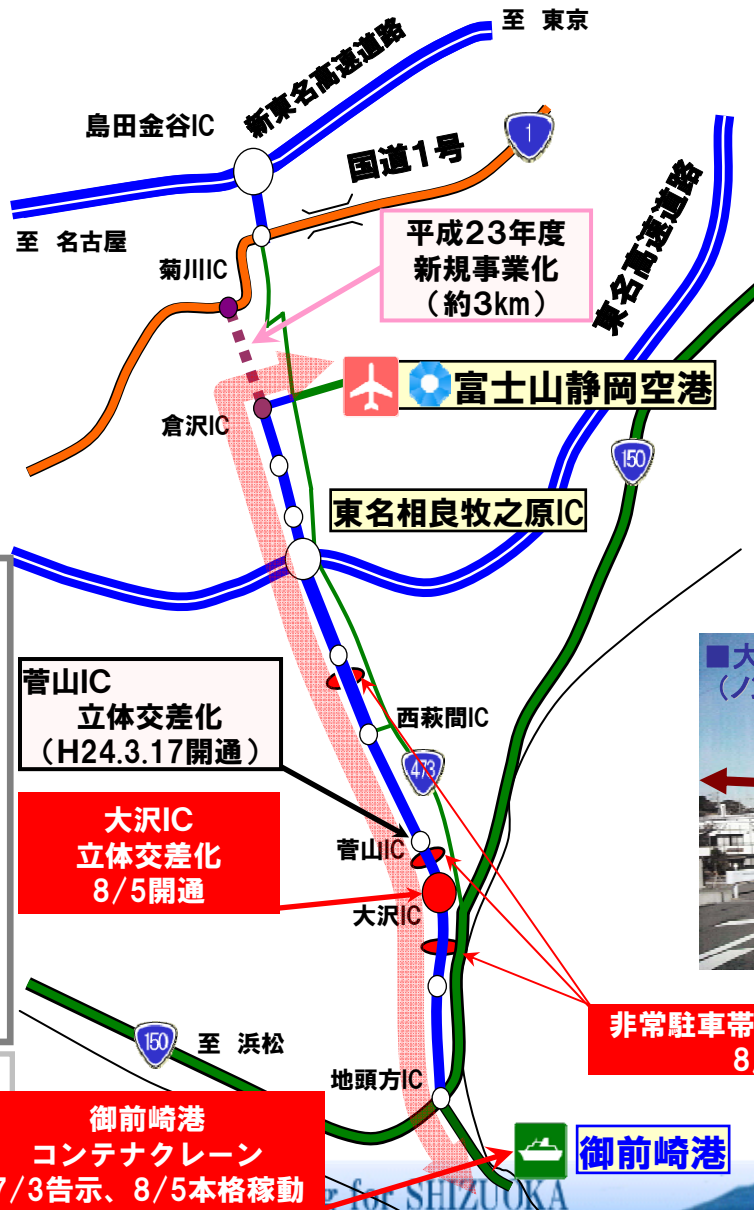 至 東京
新東名高速道路
島田金谷IC
1
国道1号
至 名古屋
平成23年度
新規事業化
（約3km）
菊川IC
東名高速道路
富士山静岡空港
倉沢IC
150
東名相良牧之原IC
■大
（ノ
菅山IC
立体交差化
（H24.3.17開通）
西萩間IC
473
大沢IC
立体交差化
8/5開通
菅山IC
大沢IC
非常駐車帯
8/
150
至 浜松
地頭方IC
御前崎港
コンテナクレーン
7/3告示、8/5本格稼動
御前崎港
for SHIZUOKA